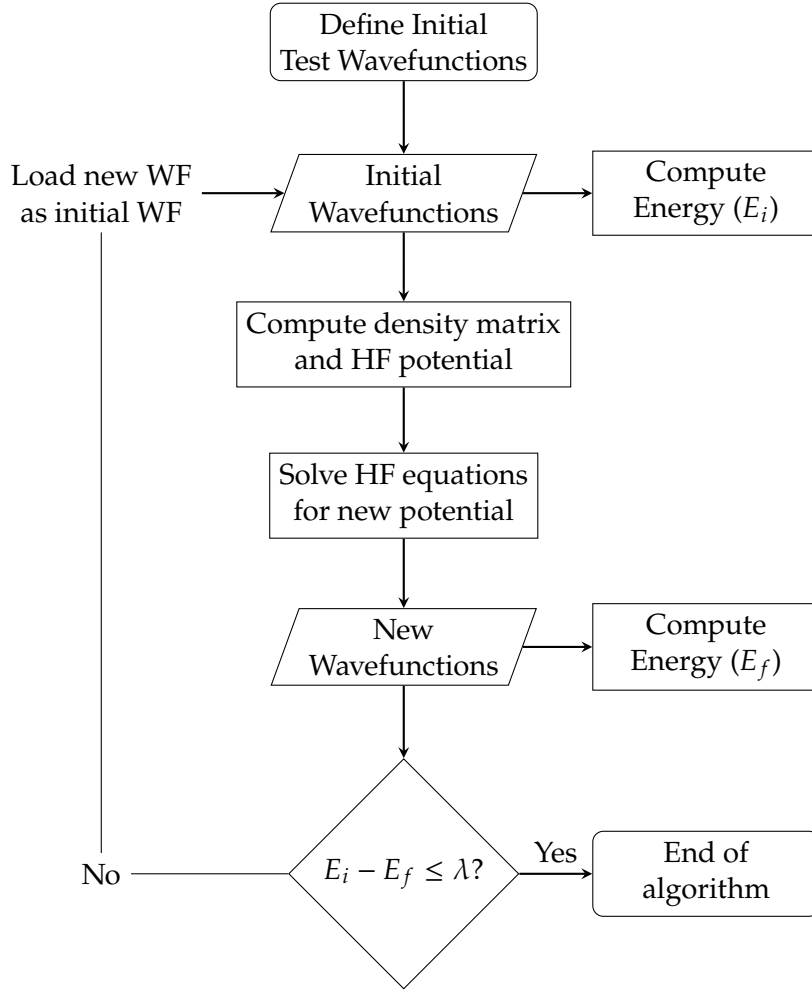 Define Initial
Test Wavefunctions
Load new WF
as initial WF
Initial
Wavefunctions
Compute
Energy (E_i)
Compute density matrix
and HF potential
Solve HF equations
for new potential
New
Wavefunctions
Compute
Energy (E_f)
No
E_i − E_f ≤ λ?
Yes
End of
algorithm